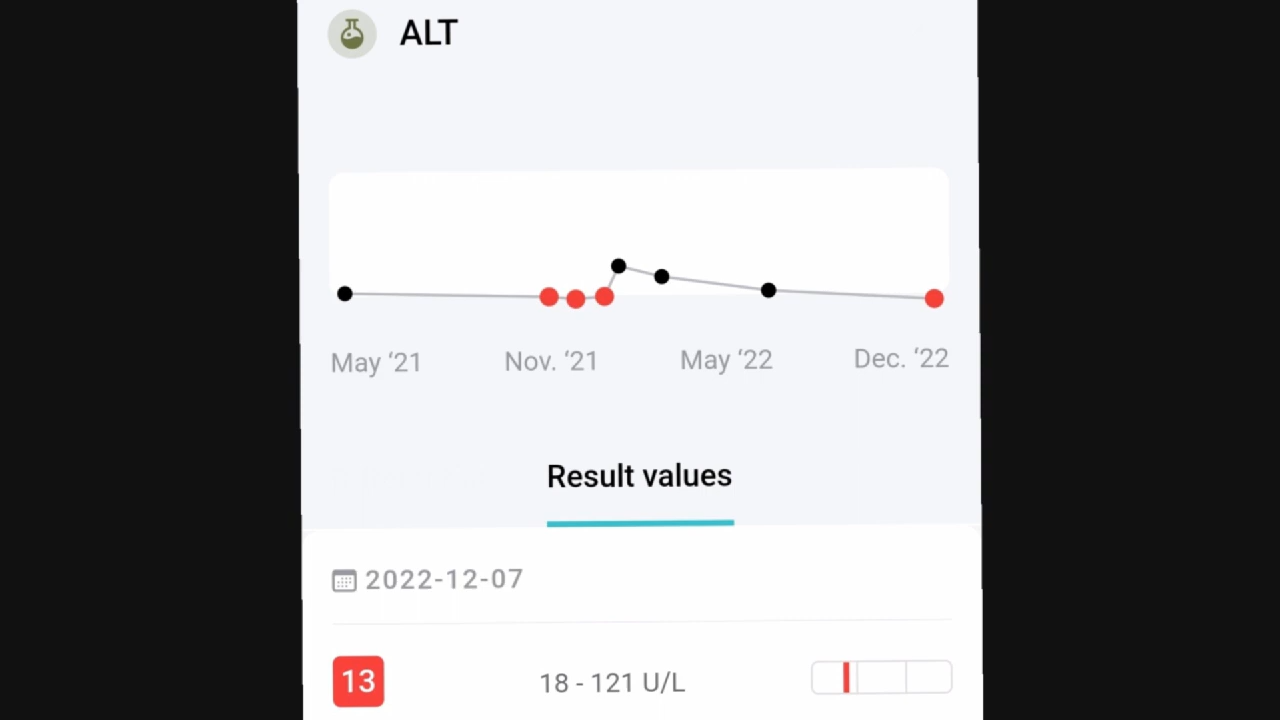 ALT
May ‘21 Nov. ‘21 May ‘22 Dec. ‘22
Result values
2022-12-07
13 18 - 121 U/L